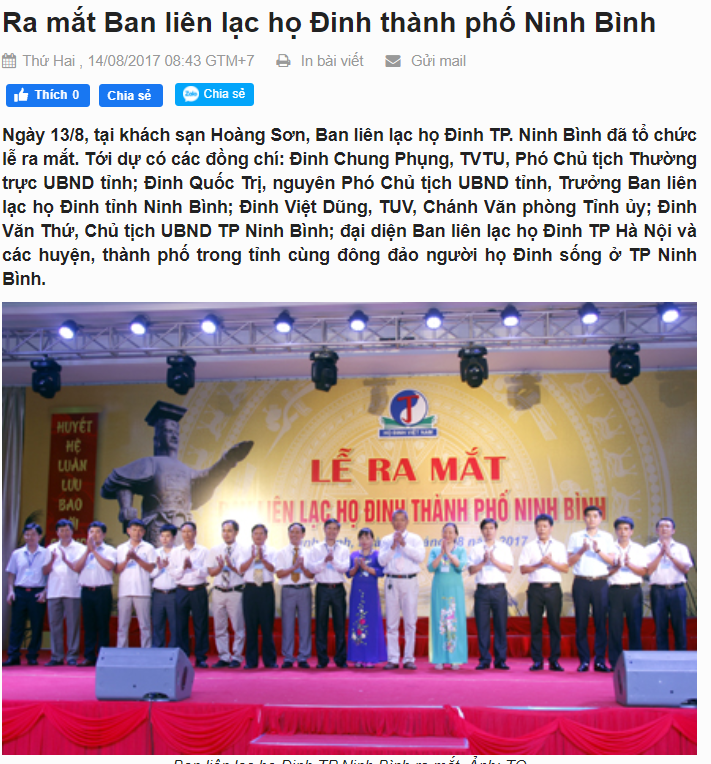 Ra mắt Ban liên lạc họ Đinh thành phố Ninh Bình
Thứ Hai , 14/08/2017 08:43 GTM+7 In bài viết Gửi mail
Thích 0 Chia sẻ Zalo Chia sẻ
Ngày 13/8, tại khách sạn Hoàng Sơn, Ban liên lạc họ Đinh TP. Ninh Bình đã tổ chức
lễ ra mắt. Tới dự có các đồng chí: Đinh Chung Phụng, TVTU, Phó Chủ tịch Thường
trực UBND tỉnh; Đinh Quốc Trị, nguyên Phó Chủ tịch UBND tỉnh, Trưởng Ban liên
lạc họ Đinh tỉnh Ninh Bình; Đinh Việt Dũng, TUV, Chánh Văn phòng Tỉnh ủy; Đinh
Văn Thứ, Chủ tịch UBND TP Ninh Bình; đại diện Ban liên lạc họ Đinh TP Hà Nội và
các huyện, thành phố trong tỉnh cùng đông đảo người họ Đinh sống ở TP Ninh
Bình.
HỌ ĐINH VIỆT NAM
HUYẾT
HỆ
LUÂN
LƯU
BAO
LỄ RA MẮT
LIÊN LẠC HỌ ĐINH THÀNH PHỐ NINH BÌNH
2017
Ban liên lạc họ Đinh TP Ninh Bình ra mắt. Ảnh: TQ